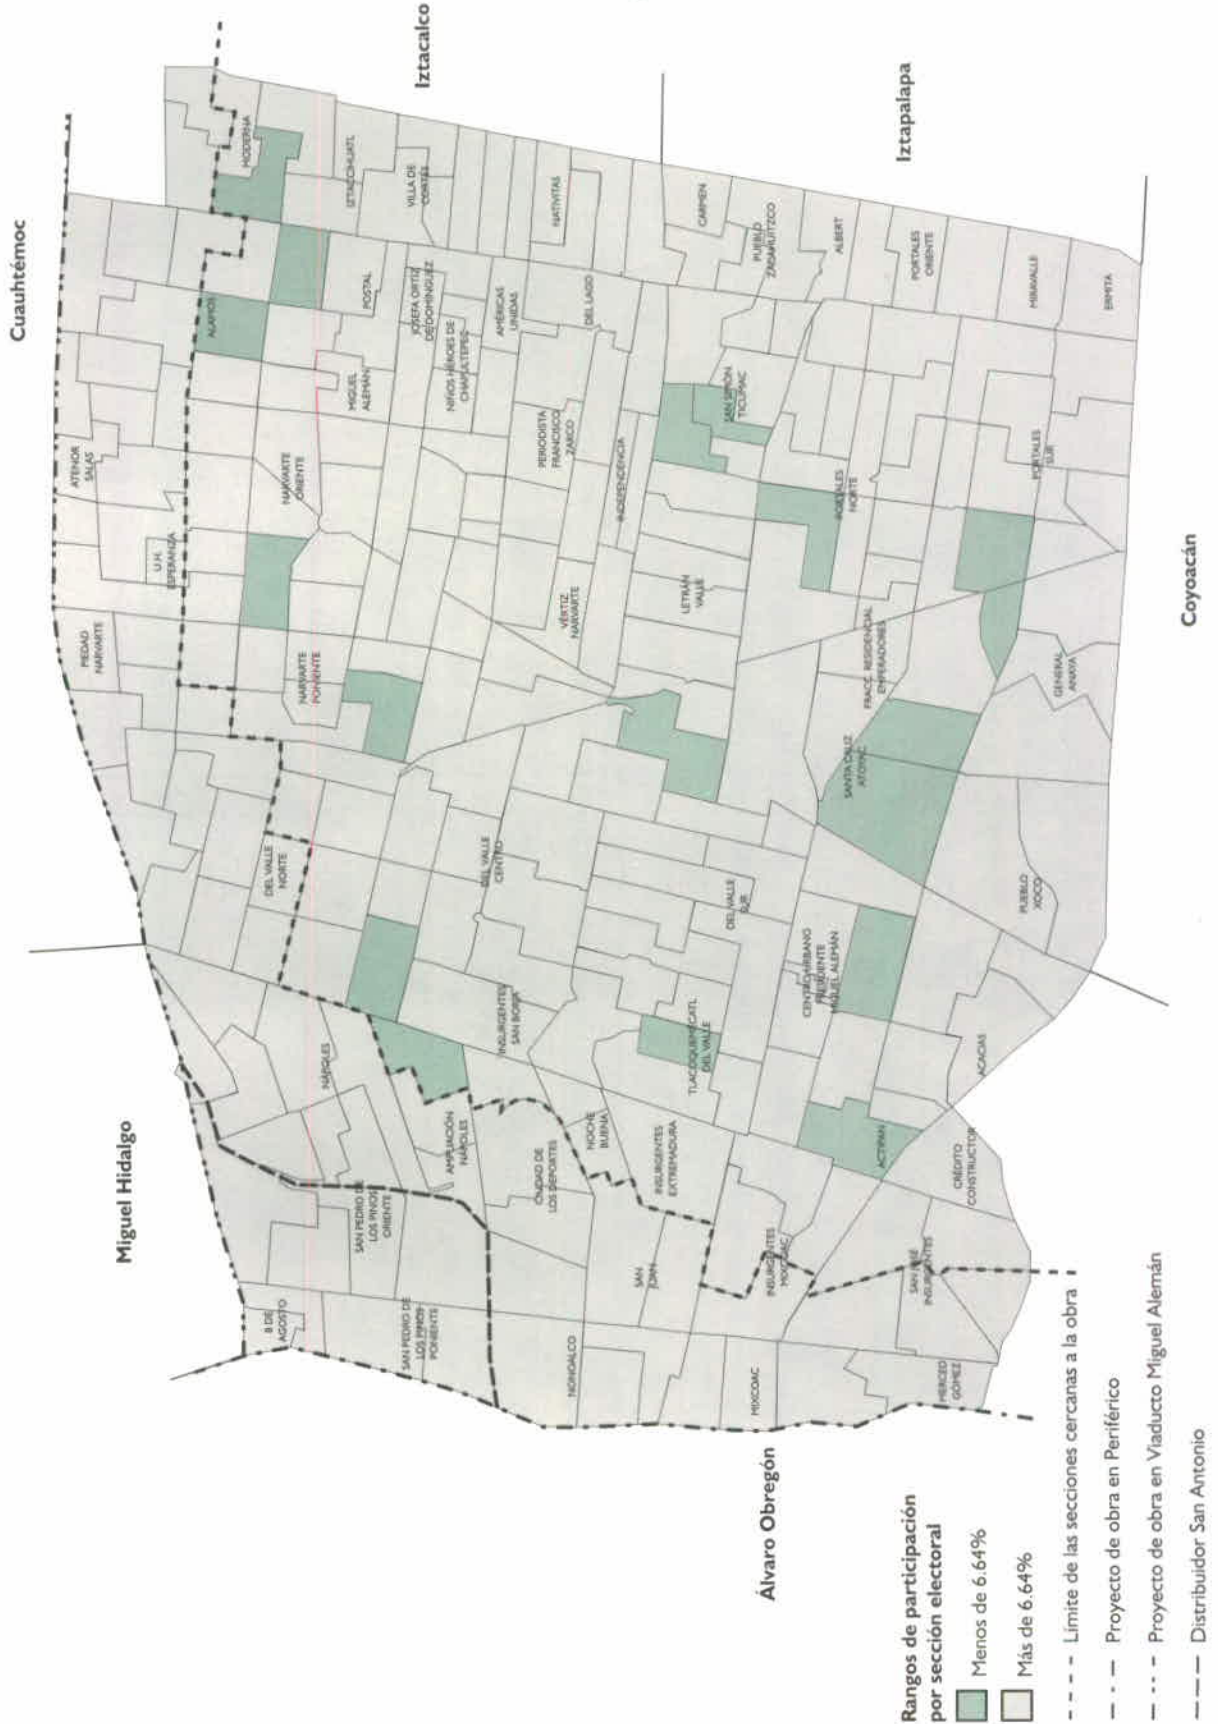 Cuauhtémoc
Miguel Hidalgo
Iztacalco
Iztapalapa
Coyoacán
Álvaro Obregón
PIEDAD
NARVARTE
ATENOR
SALAS
U.H.
ESPERANZA
ALAMOS
MODERNA
8 DE
AGOSTO
NÁPOLES
DEL VALLE
NORTE
NARVARTE
PONIENTE
NARVARTE
ORIENTE
MIGUEL
ALEMÁN
POSTAL
IZTACCIHUATL
SAN PEDRO DE
LOS PINOS
ORIENTE
SAN PEDRO DE
LOS PINOS
PONIENTE
AMPLIACIÓN
NÁPOLES
JOSEFA ORTIZ
DE DOMÍNGUEZ
VILLA DE
CORTÉS
NIÑOS HÉROES DE
CHAPULTEPEC
AMÉRICAS
UNIDAS
DEL VALLE
CENTRO
INSURGENTES
SAN BORJA
CIUDAD DE
LOS DEPORTES
NONOALCO
NOCHE
BUENA
VÉRTIZ
NARVARTE
PERIODISTA
FRANCISCO
ZARCO
NATIVITAS
DEL LAGO
INDEPENDENCIA
SAN
JUAN
INSURGENTES
EXTREMADURA
TLACOQUEMÉCATL
DEL VALLE
DEL VALLE
SUR
LETRÁN
VALLE
SAN SIMÓN
TICUMAC
CARMEN
PUEBLO
ALBERT
MIXCOAC
INSURGENTES
MIXCOAC
CENTRO URBANO
PRESIDENTE
MIGUEL ALEMÁN
SANTA CRUZ
ATOYAC
FRACC. RESIDENCIAL
EMPERADORES
PORTALES
NORTE
PORTALES
ORIENTE
ACTIPAN
SAN JOSÉ
INSURGENTES
MERCED
GÓMEZ
CRÉDITO
CONSTRUCTOR
ACACIAS
PUEBLO
XOCO
GENERAL
ANAYA
PORTALES
SUR
MIRAVALLE
ERMITA
Rangos de participación
por sección electoral
Menos de 6.64%
Más de 6.64%
Límite de las secciones cercanas a la obra
Proyecto de obra en Periférico
Proyecto de obra en Viaducto Miguel Alemán
Distribuidor San Antonio